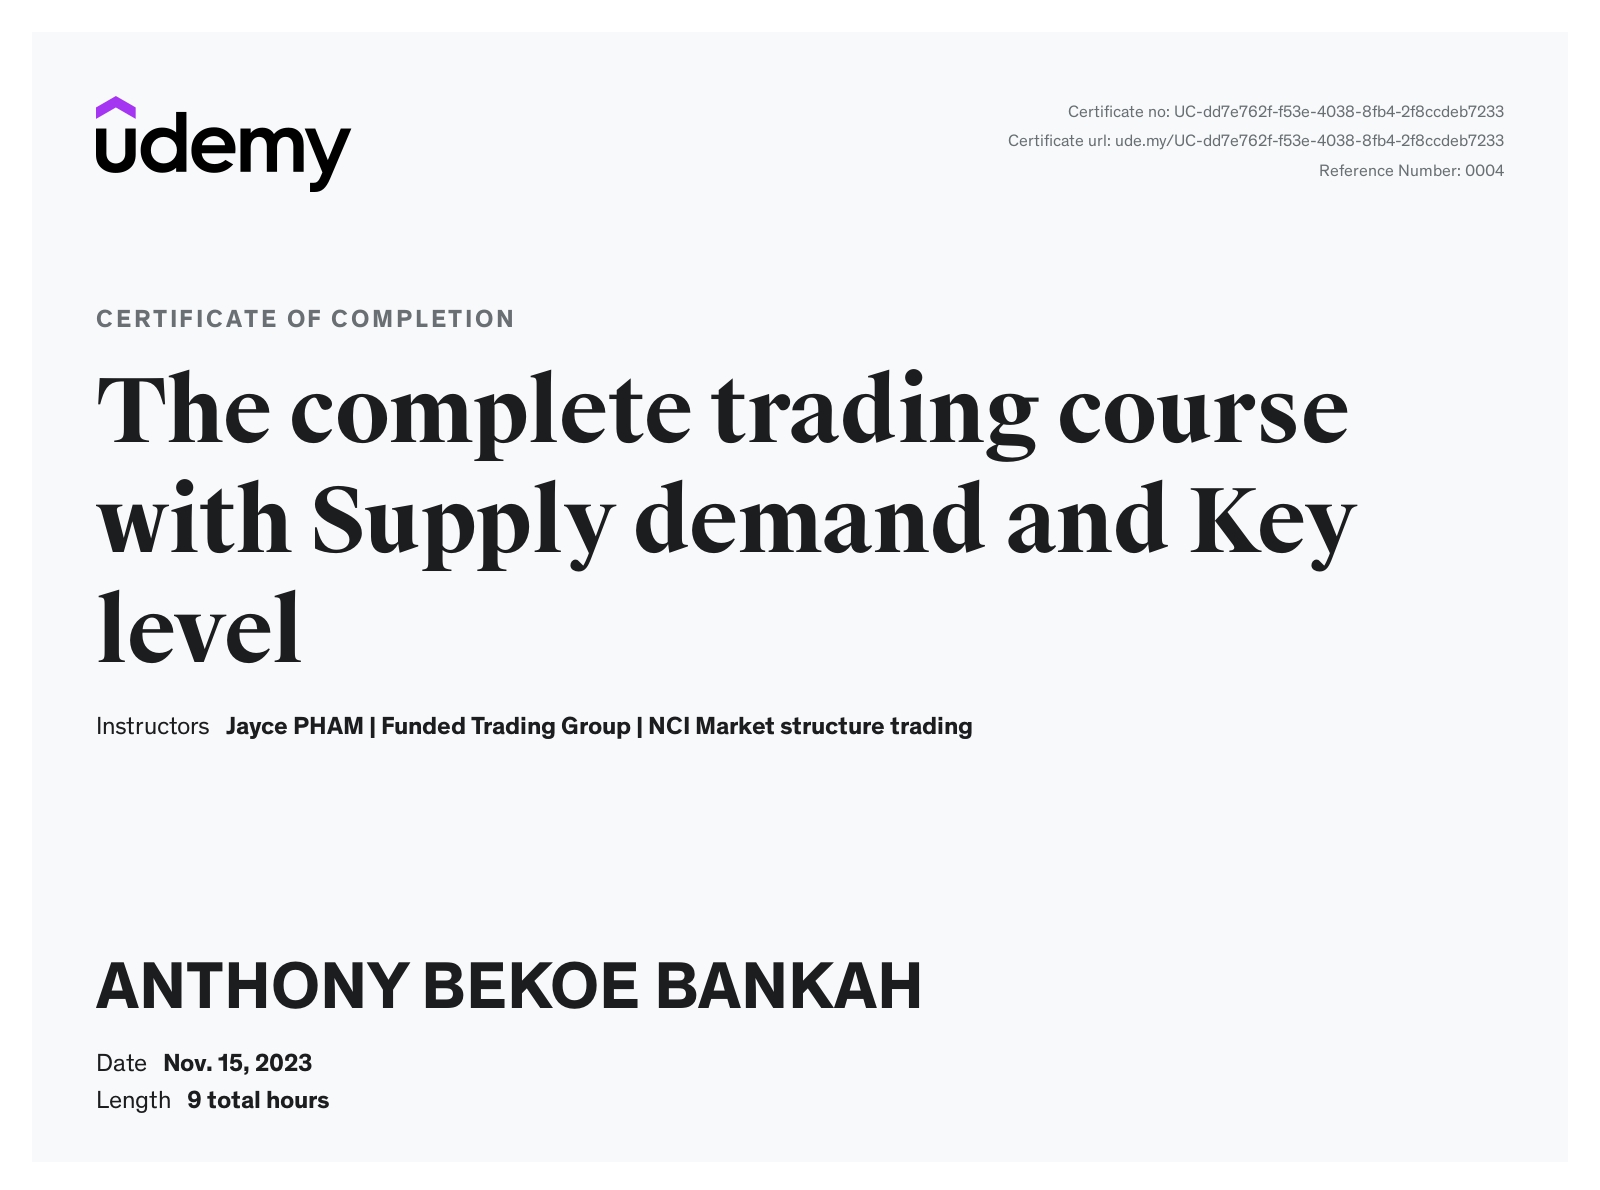 udemy
Certificate no: UC-dd7e762f-f53e-4038-8fb4-2f8ccdeb7233
Certificate url: ude.my/UC-dd7e762f-f53e-4038-8fb4-2f8ccdeb7233
Reference Number: 0004
CERTIFICATE OF COMPLETION
The complete trading course
with Supply demand and Key
level
Instructors Jayce PHAM | Funded Trading Group | NCI Market structure trading
ANTHONY BEKOE BANKAH
Date Nov. 15, 2023
Length 9 total hours